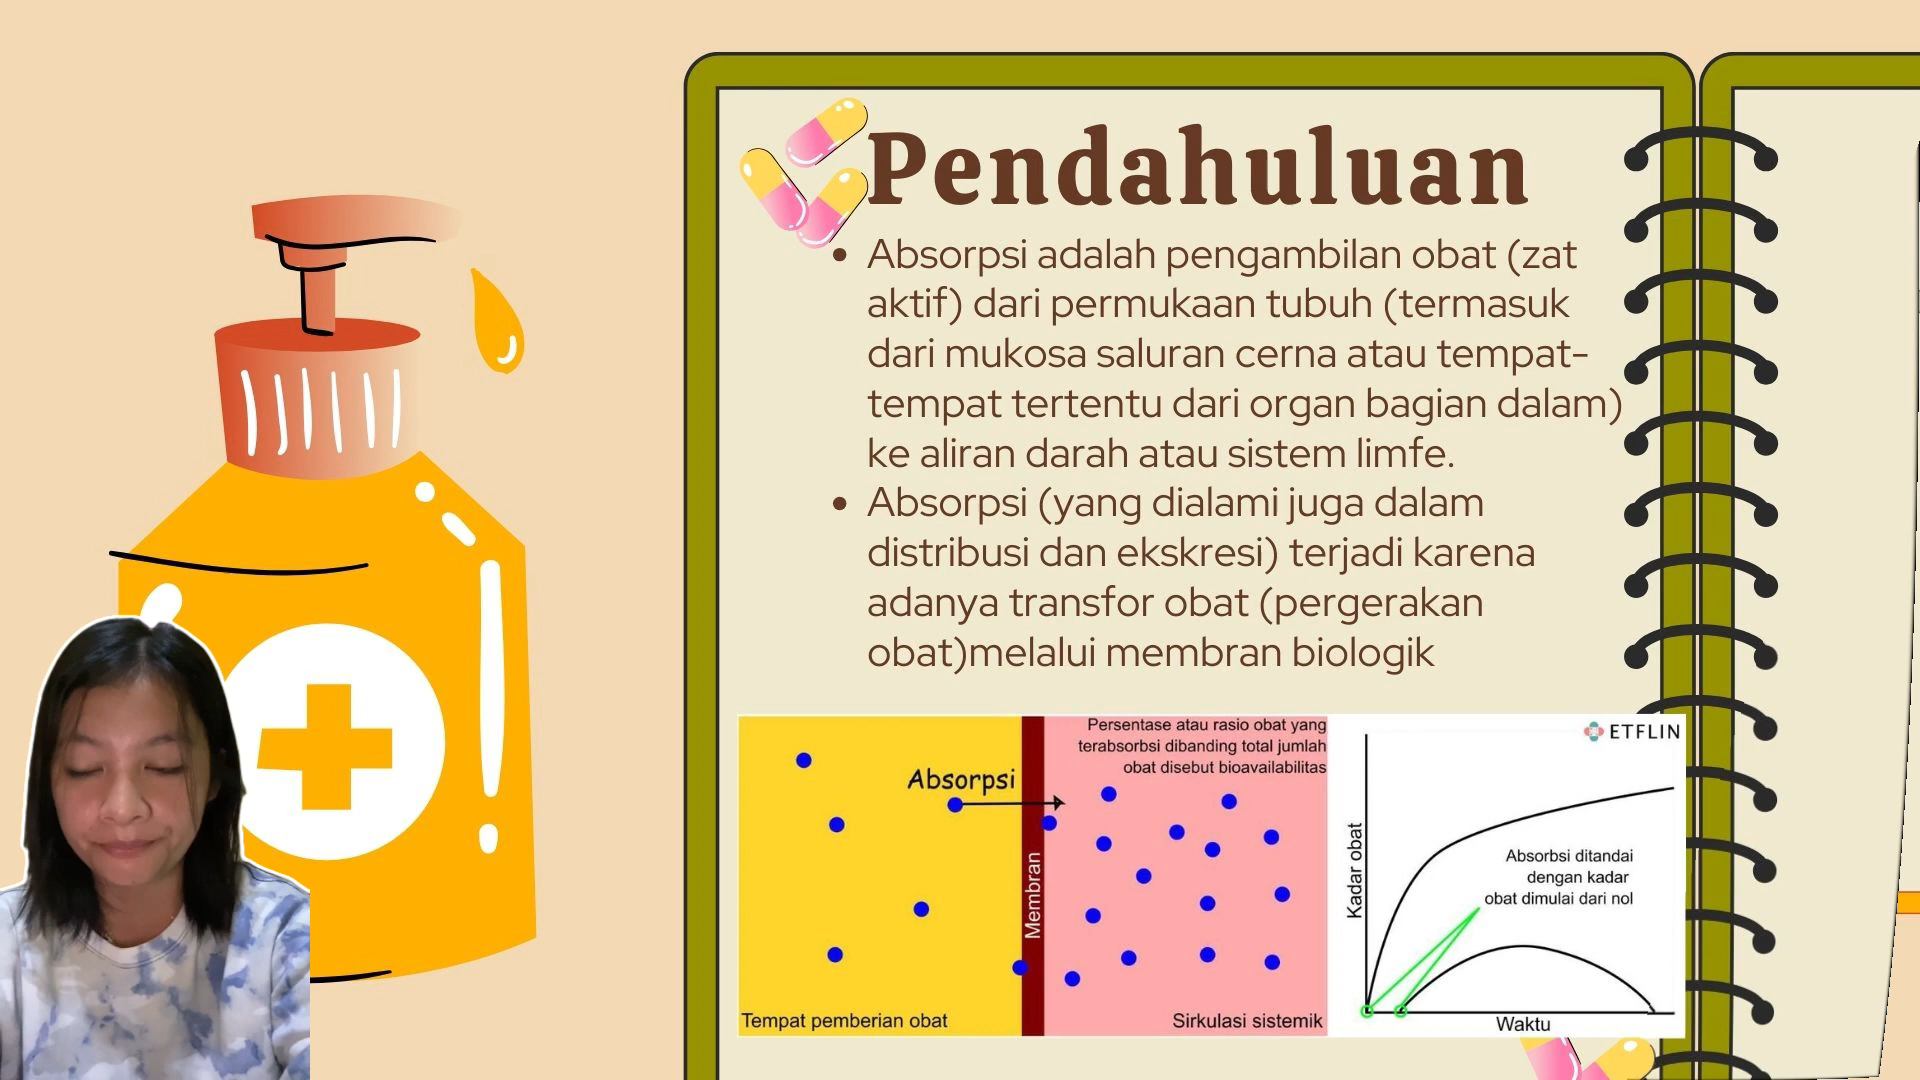 Pendahuluan
• Absorpsi adalah pengambilan obat (zat
aktif) dari permukaan tubuh (termasuk
dari mukosa saluran cerna atau tempat-
tempat tertentu dari organ bagian dalam)
ke aliran darah atau sistem limfe.
• Absorpsi (yang dialami juga dalam
distribusi dan ekskresi) terjadi karena
adanya transfor obat (pergerakan
obat)melalui membran biologik
Persentase atau rasio obat yang
terabsorbsi dibanding total jumlah
obat disebut bioavailabilitas
Absorpsi
Membran
Tempat pemberian obat
Sirkulasi sistemik
ETFLIN
Kadar obat
Absorbsi ditandai
dengan kadar
obat dimulai dari nol
Waktu